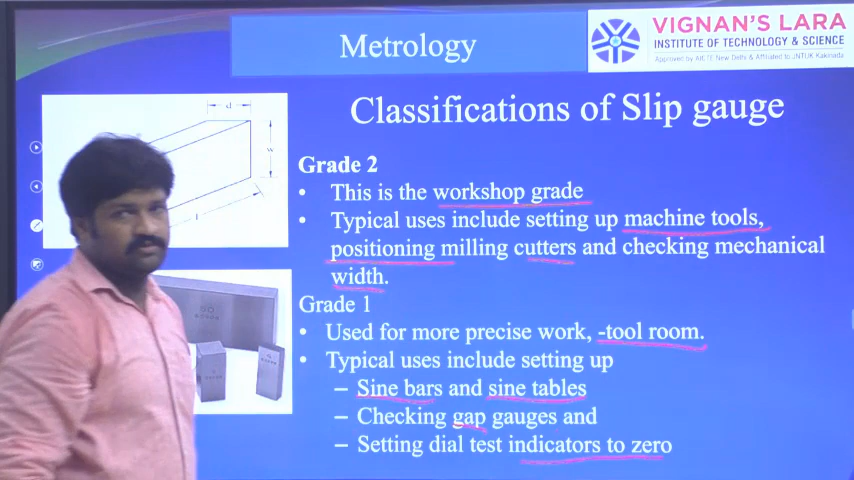 Metrology
VIGNAN'S LARA
INSTITUTE OF TECHNOLOGY & SCIENCE
Approved by AICTE New Delhi & Affiliated to JNTUK Kakinada
Classifications of Slip gauge
d
w
l
Grade 2
• This is the workshop grade
• Typical uses include setting up machine tools,
positioning milling cutters and checking mechanical
width.
Grade 1
• Used for more precise work, -tool room.
• Typical uses include setting up
– Sine bars and sine tables
– Checking gap gauges and
– Setting dial test indicators to zero